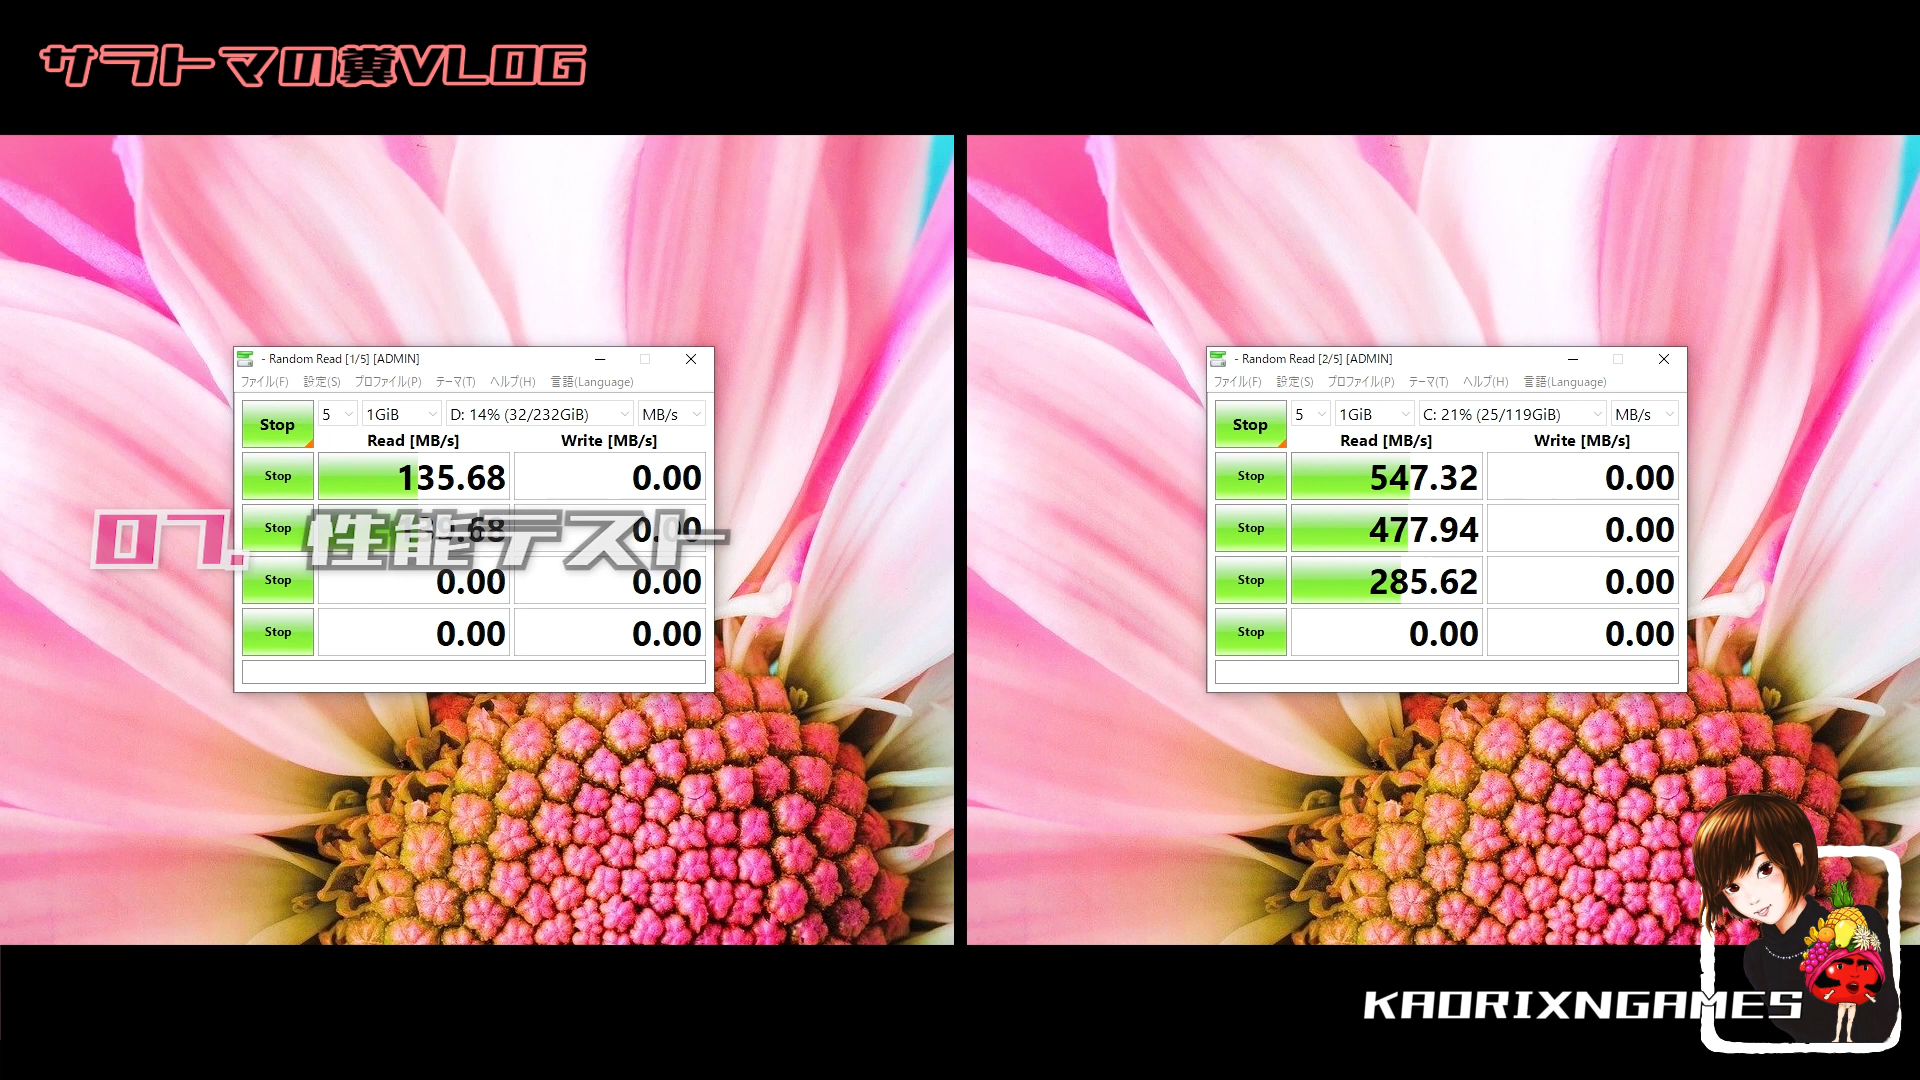 サラトマの糞VLOG
- Random Read [1/5] [ADMIN]
ファイル(F) 設定(S) プロファイル(P) テーマ(T) ヘルプ(H) 言語(Language)
Stop 5 1GiB D: 14% (32/232GiB) MB/s
Read [MB/s] Write [MB/s]
Stop 135.68 0.00
Stop 135.68 0.00
Stop 0.00 0.00
Stop 0.00 0.00
07. 性能テスト
- Random Read [2/5] [ADMIN]
ファイル(F) 設定(S) プロファイル(P) テーマ(T) ヘルプ(H) 言語(Language)
Stop 5 1GiB C: 21% (25/119GiB) MB/s
Read [MB/s] Write [MB/s]
Stop 547.32 0.00
Stop 477.94 0.00
Stop 285.62 0.00
Stop 0.00 0.00
KAORIXNGAMES